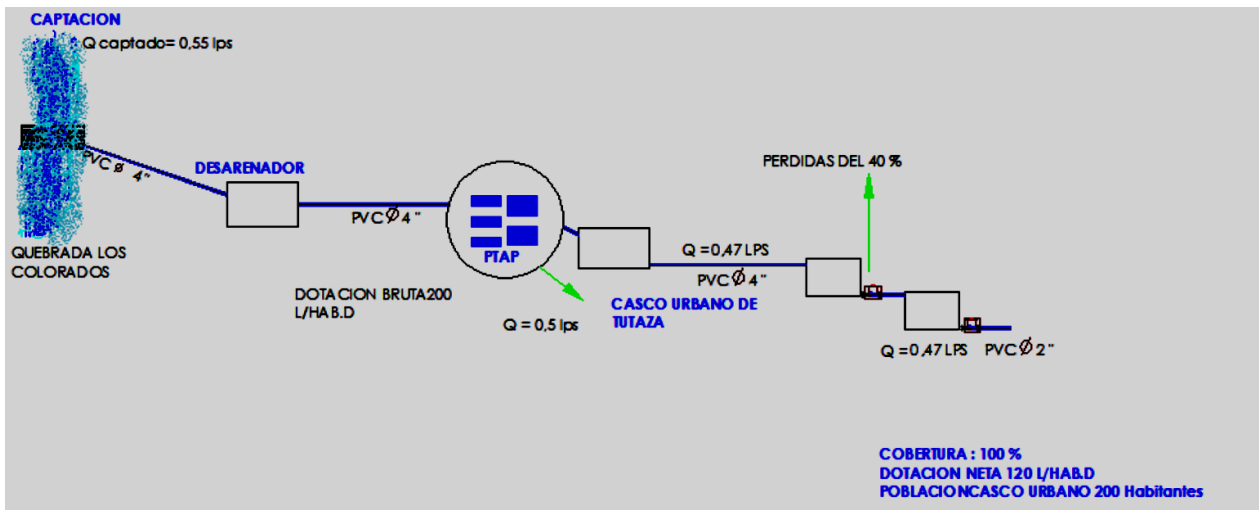 CAPTACION
Q captado= 0,55 lps
PVC ø 4"
DESARENADOR
PERDIDAS DEL 40 %
PVC Ø 4"
QUEBRADA LOS
COLORADOS
PTAP
Q =0,47LPS
PVC Ø 4"
DOTACION BRUTA200
L/HAB.D
CASCO URBANO DE
TUTAZA
Q = 0,5 lps
Q =0,47 LPS PVC Ø 2"
COBERTURA : 100 %
DOTACION NETA 120 L/HAB.D
POBLACIONCASCO URBANO 200 Habitantes